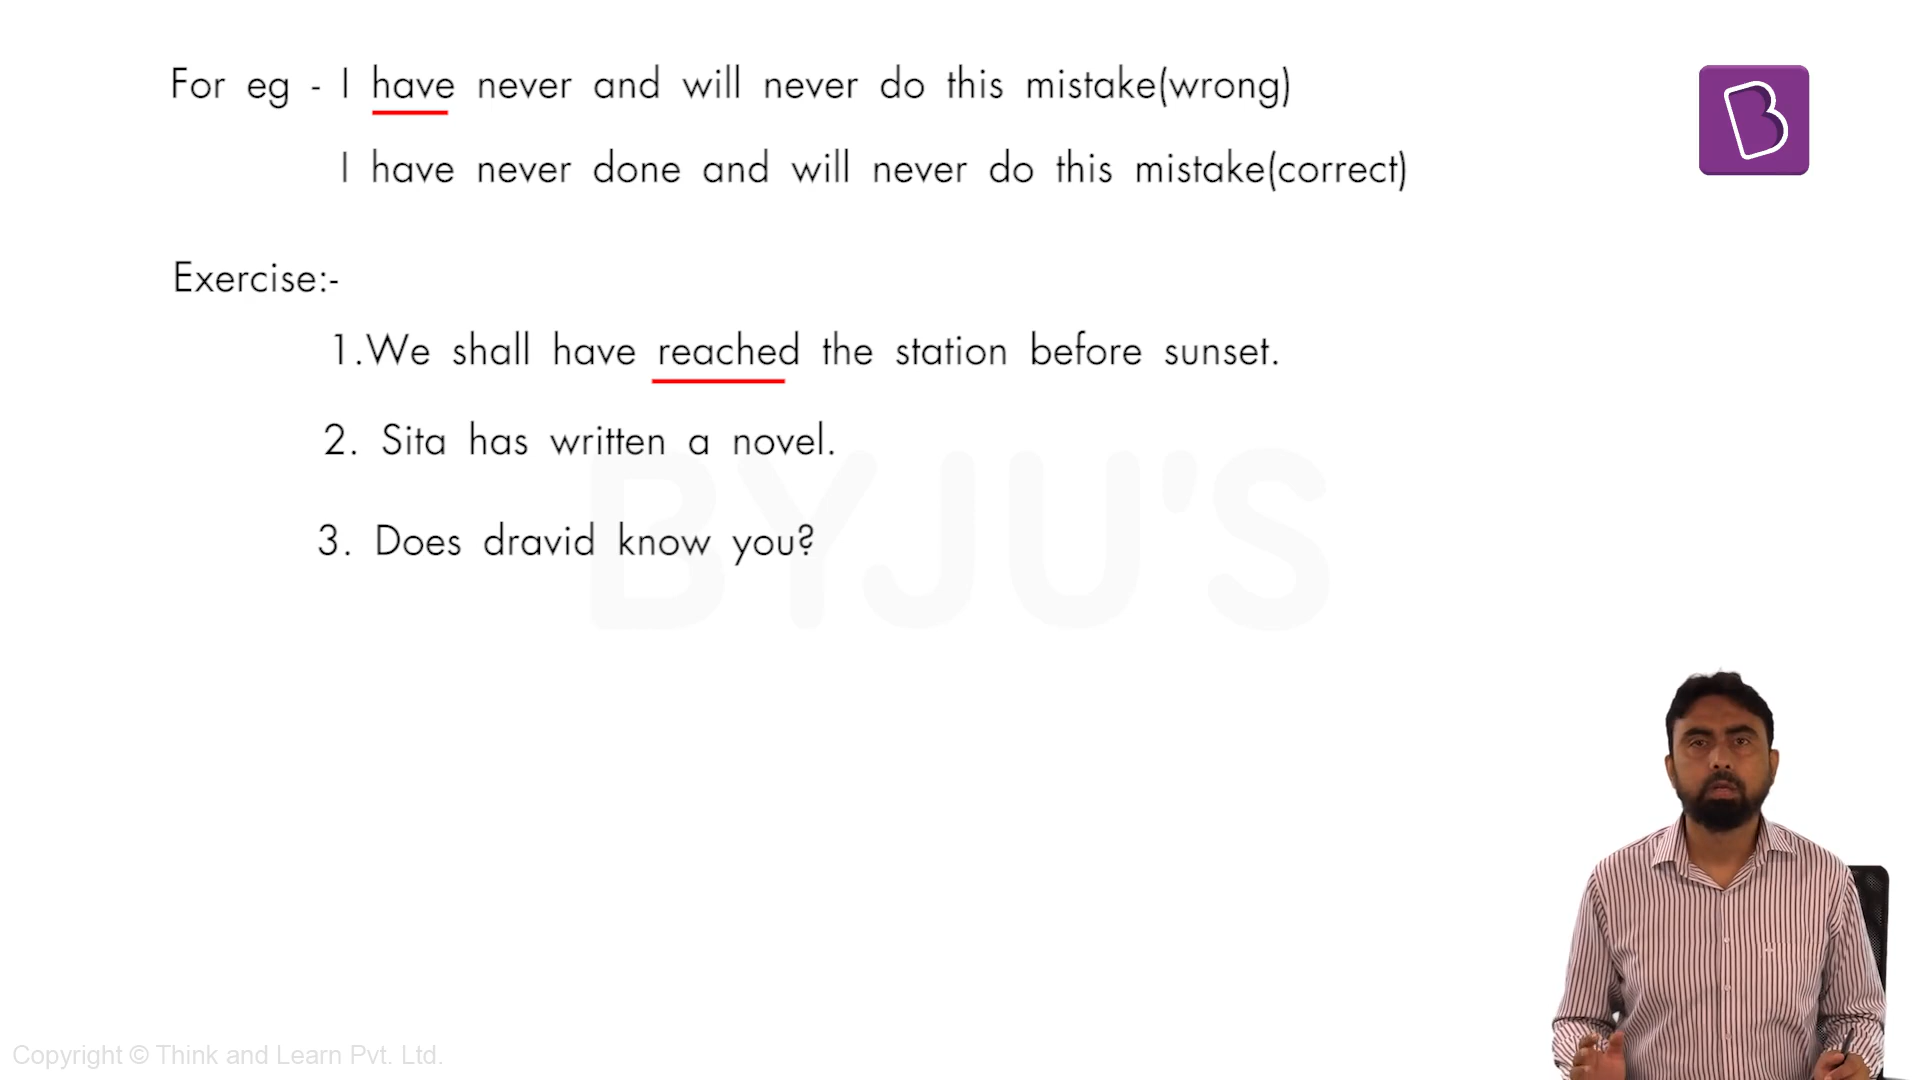 For eg - I have never and will never do this mistake(wrong)
I have never done and will never do this mistake(correct)
Exercise:-
1.We shall have reached the station before sunset.
2. Sita has written a novel.
3. Does dravid know you?
BYJU'S
Copyright © Think and Learn Pvt. Ltd.